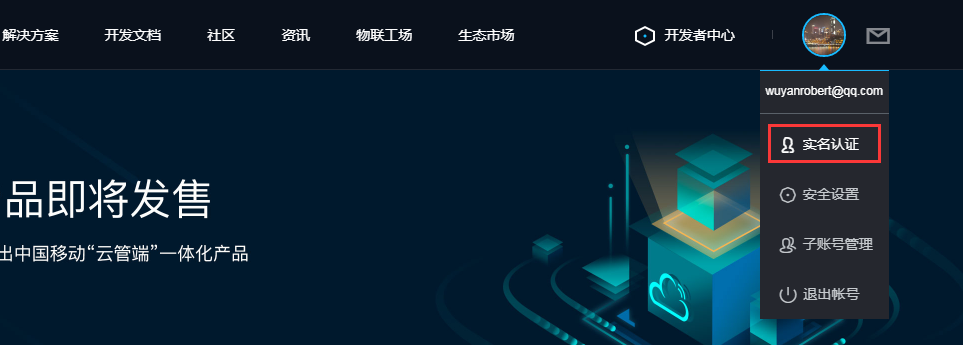 解决方案 开发文档 社区 资讯 物联工场 生态市场 开发者中心
wuyanrobert@qq.com
实名认证
安全设置
子账号管理
退出帐号
品即将发售
出中国移动“云管端”一体化产品